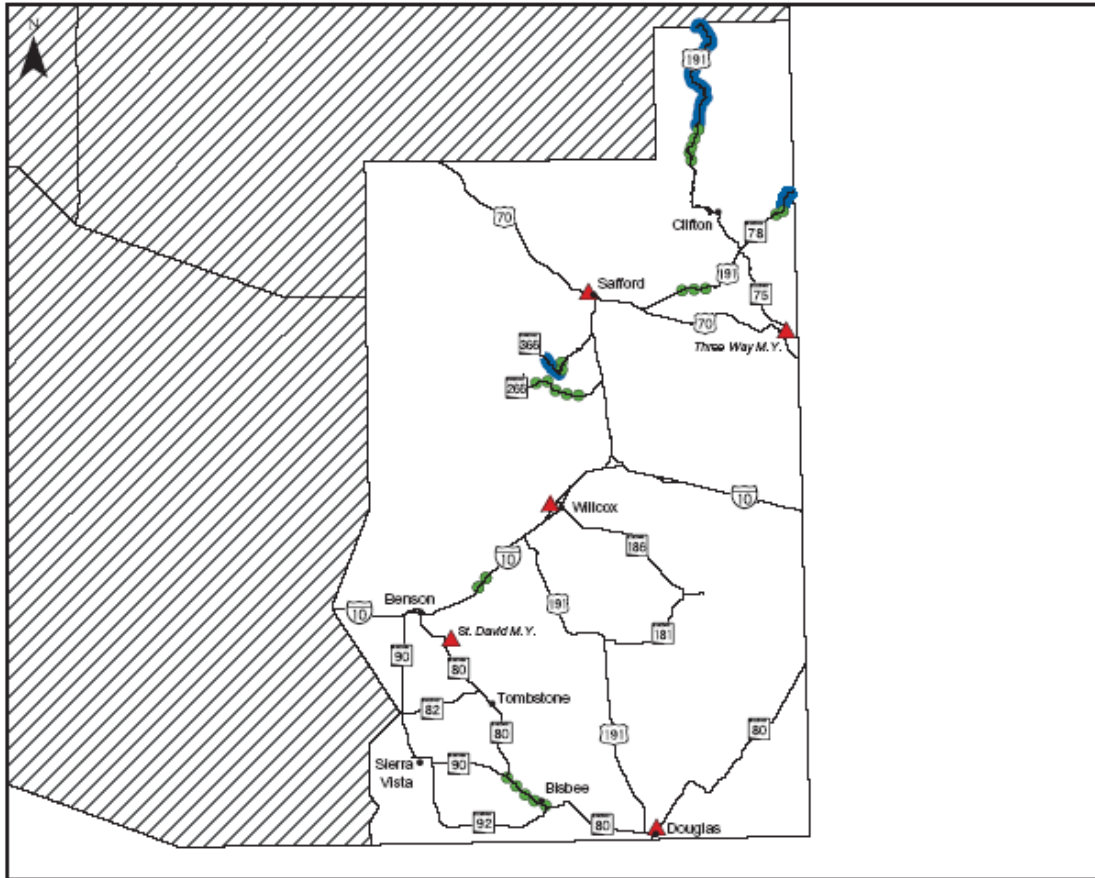 N
191
70
Clifton
78
191
Safford
75
70
Three Way M.Y.
366
266
10
Willcox
186
10
Benson
191
10
St. David M.Y.
181
90
80
Tombstone
82
80
80
191
Sierra
Vista
90
Bisbee
92
80
Douglas